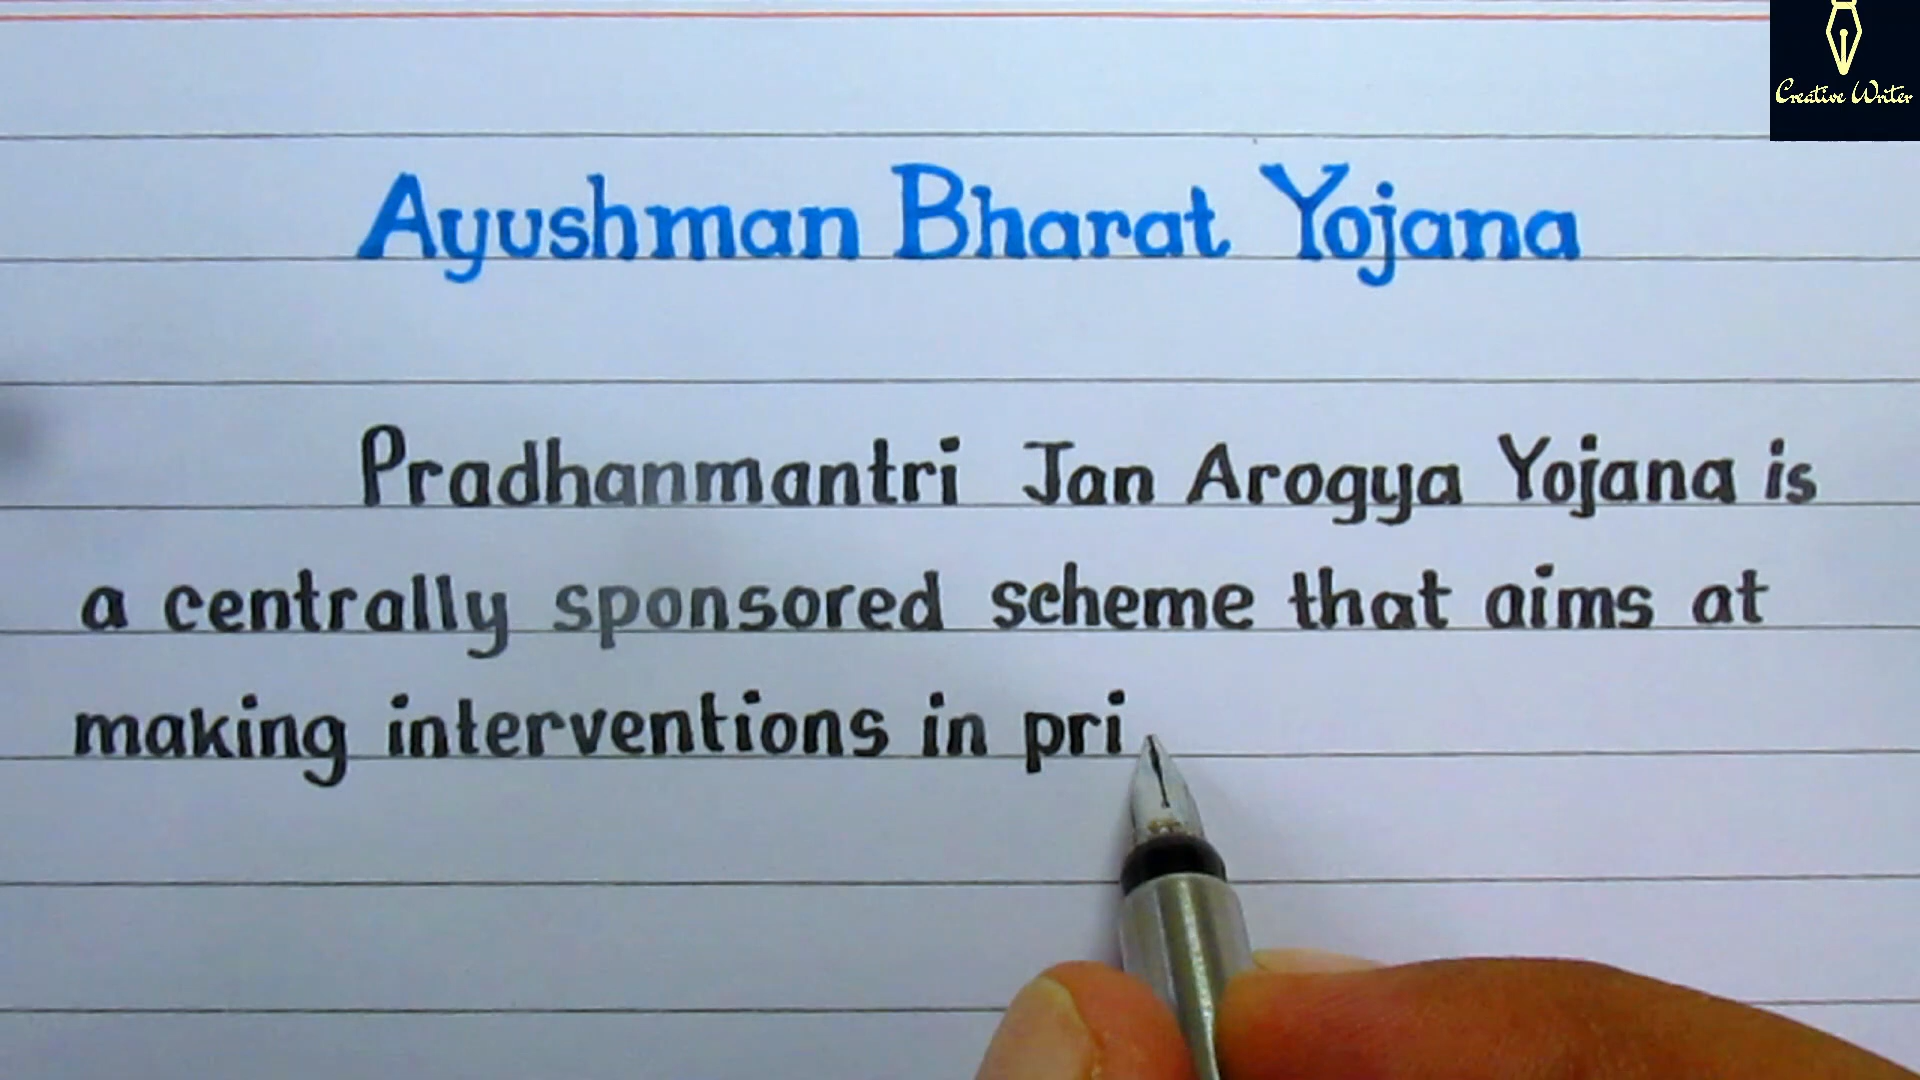 Creative Writer
Ayushman Bharat Yojana
Pradhanmantri Jan Arogya Yojana is
a centrally sponsored scheme that aims at
making interventions in pri